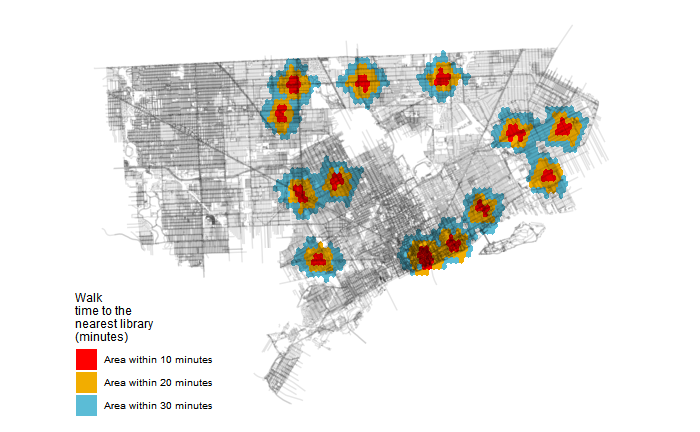 Walk
time to the
nearest library
(minutes)
Area within 10 minutes
Area within 20 minutes
Area within 30 minutes